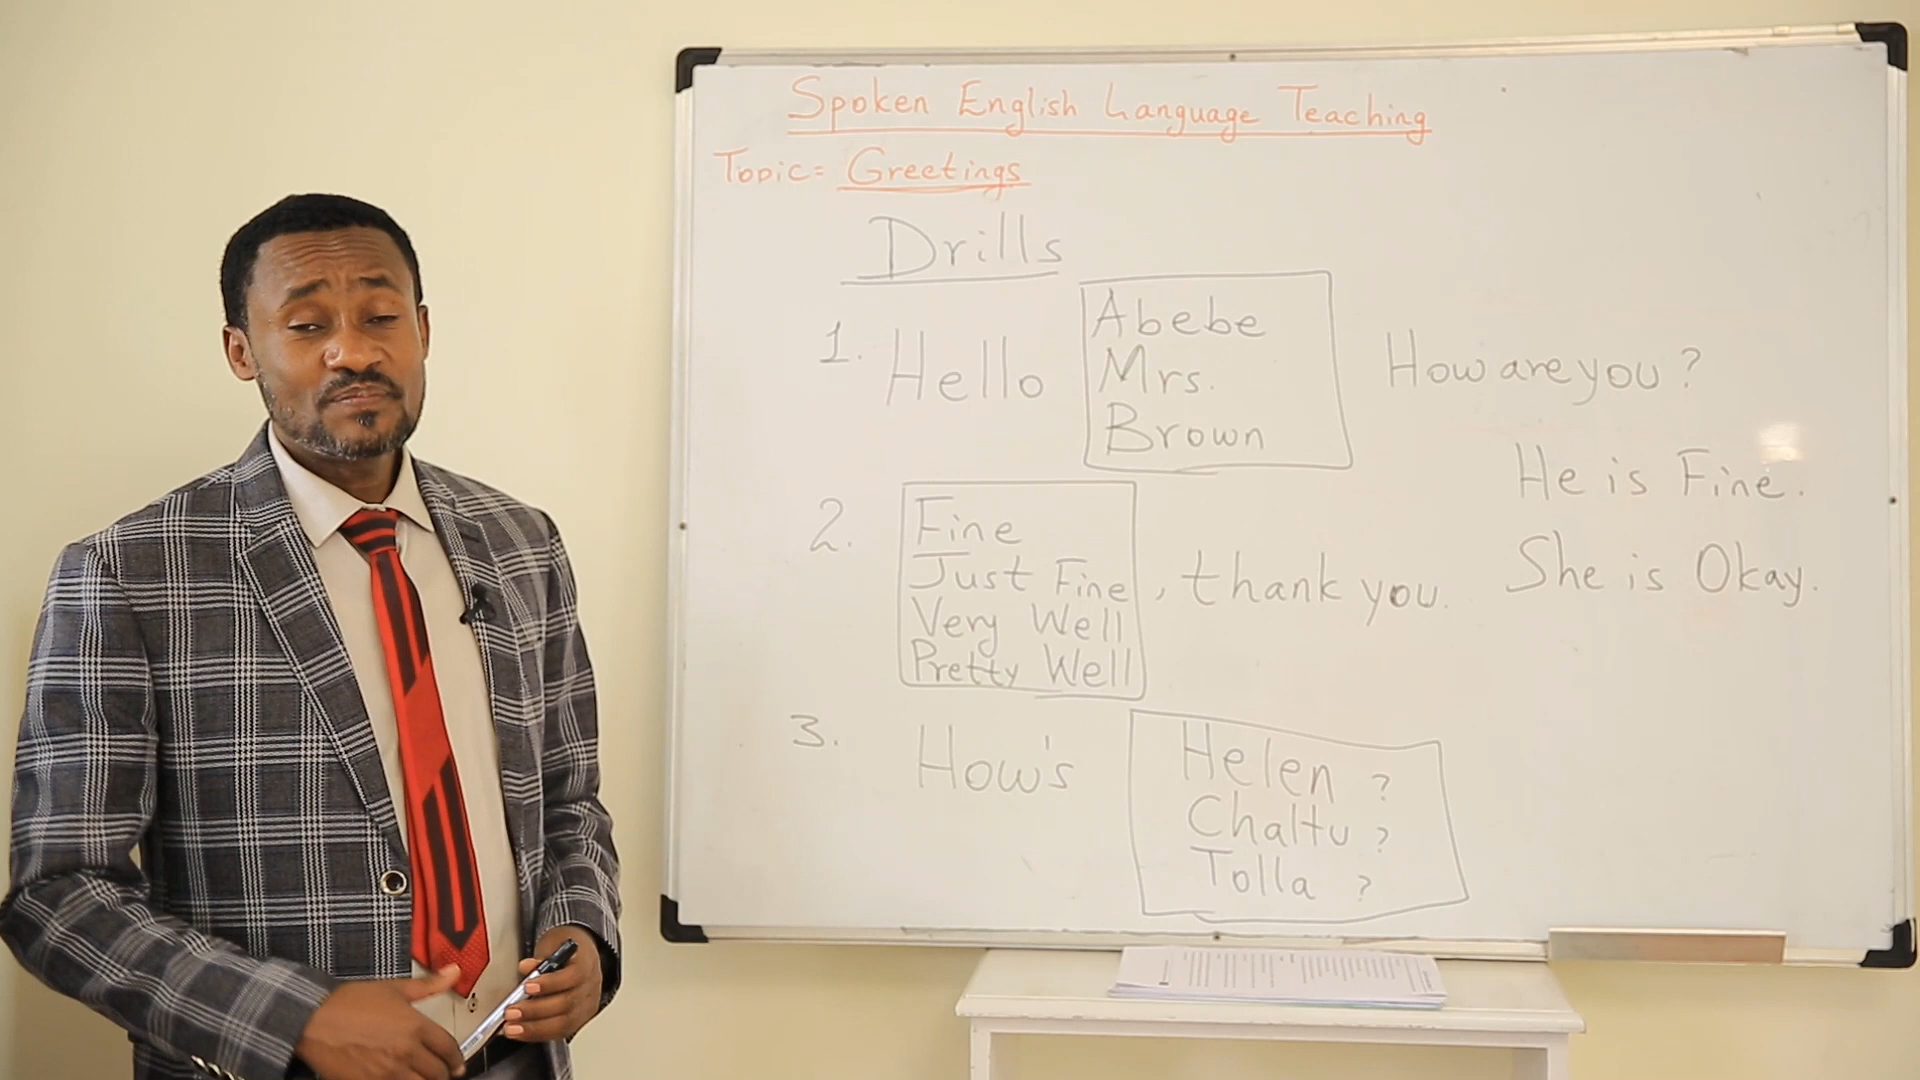 Spoken English Language Teaching
Topic = Greetings
Drills
1. Hello
Abebe
Mrs.
Brown
How are you?
2.
Fine
Just Fine
Very Well
Pretty Well
, thank you.
He is Fine.
She is Okay.
3. How's
Helen ?
Chaltu ?
Tolla ?